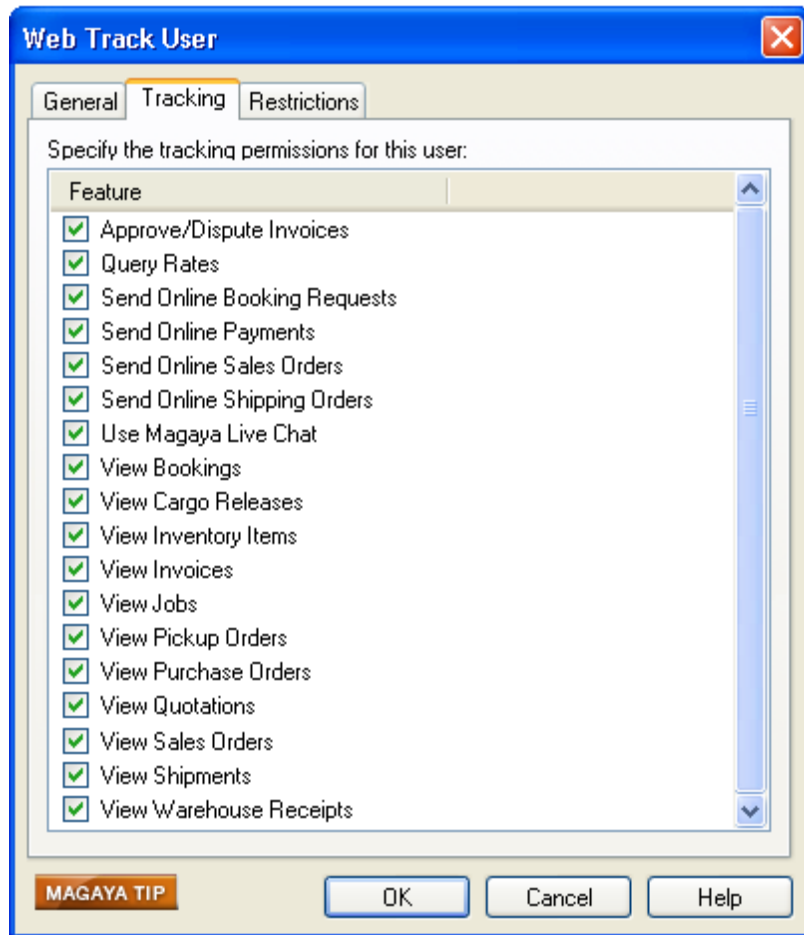 Web Track User
General Tracking Restrictions
Specify the tracking permissions for this user:
Feature
Approve/Dispute Invoices
Query Rates
Send Online Booking Requests
Send Online Payments
Send Online Sales Orders
Send Online Shipping Orders
Use Magaya Live Chat
View Bookings
View Cargo Releases
View Inventory Items
View Invoices
View Jobs
View Pickup Orders
View Purchase Orders
View Quotations
View Sales Orders
View Shipments
View Warehouse Receipts
MAGAYA TIP OK Cancel Help